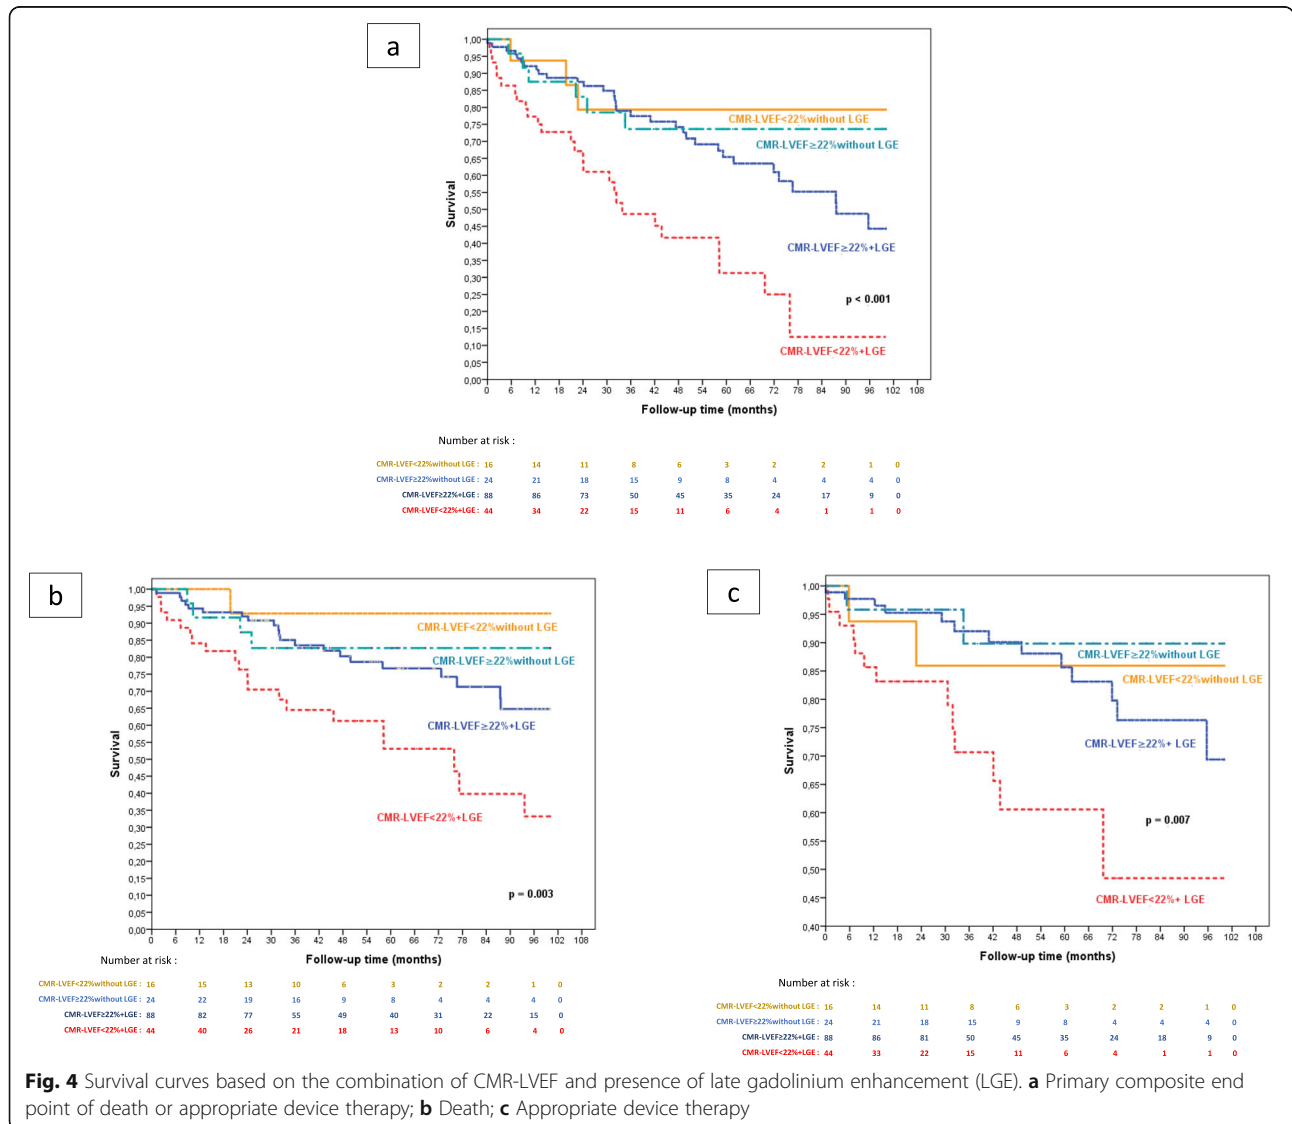 a
1,00
0,95
0,90
0,85
0,80
0,75
0,70
0,65
0,60
0,55
0,50
0,45
0,40
0,35
0,30
0,25
0,20
0,15
0,10
0,05
0,00
Survival
CMR-LVEF<22%without LGE
CMR-LVEF≥22%without LGE
CMR-LVEF≥22%+LGE
p < 0.001
CMR-LVEF<22%+LGE
0 6 12 18 24 30 36 42 48 54 60 66 72 78 84 90 96 102 108
Follow-up time (months)
Number at risk :
CMR-LVEF<22%without LGE : 16 14 11 8 6 3 2 2 1 0
CMR-LVEF≥22%without LGE : 24 21 18 15 9 8 4 4 4 0
CMR-LVEF≥22%+LGE : 88 86 73 50 45 35 24 17 9 0
CMR-LVEF<22%+LGE : 44 34 22 15 11 6 4 1 1 0
b
1,00
0,95
0,90
0,85
0,80
0,75
0,70
0,65
0,60
0,55
0,50
0,45
0,40
0,35
0,30
0,25
0,20
0,15
0,10
0,05
0,00
Survival
CMR-LVEF<22%without LGE
CMR-LVEF≥22%without LGE
CMR-LVEF≥22%+LGE
CMR-LVEF<22%+LGE
p = 0.003
0 6 12 18 24 30 36 42 48 54 60 66 72 78 84 90 96 102 108
Follow-up time (months)
Number at risk :
CMR-LVEF<22%without LGE : 16 15 13 10 6 3 2 2 1 0
CMR-LVEF≥22%without LGE : 24 22 19 16 9 8 4 4 4 0
CMR-LVEF≥22%+LGE : 88 82 77 55 49 40 31 22 15 0
CMR-LVEF<22%+LGE : 44 40 26 21 18 13 10 6 4 0
c
1,00
0,95
0,90
0,85
0,80
0,75
0,70
0,65
0,60
0,55
0,50
0,45
0,40
Survival
CMR-LVEF≥22%without LGE
CMR-LVEF<22%without LGE
CMR-LVEF≥22%+ LGE
p = 0.007
CMR-LVEF<22%+ LGE
0 6 12 18 24 30 36 42 48 54 60 66 72 78 84 90 96 102 108
Follow-up time (months)
Number at risk :
CMR-LVEF<22%without LGE : 16 14 11 8 6 3 2 2 1 0
CMR-LVEF≥22%without LGE : 24 21 18 15 9 8 4 4 4 0
CMR-LVEF≥22%+LGE : 88 86 81 50 45 35 24 18 9 0
CMR-LVEF<22%+LGE : 44 33 22 15 11 6 4 1 1 0
Fig. 4 Survival curves based on the combination of CMR-LVEF and presence of late gadolinium enhancement (LGE). a Primary composite end
point of death or appropriate device therapy; b Death; c Appropriate device therapy